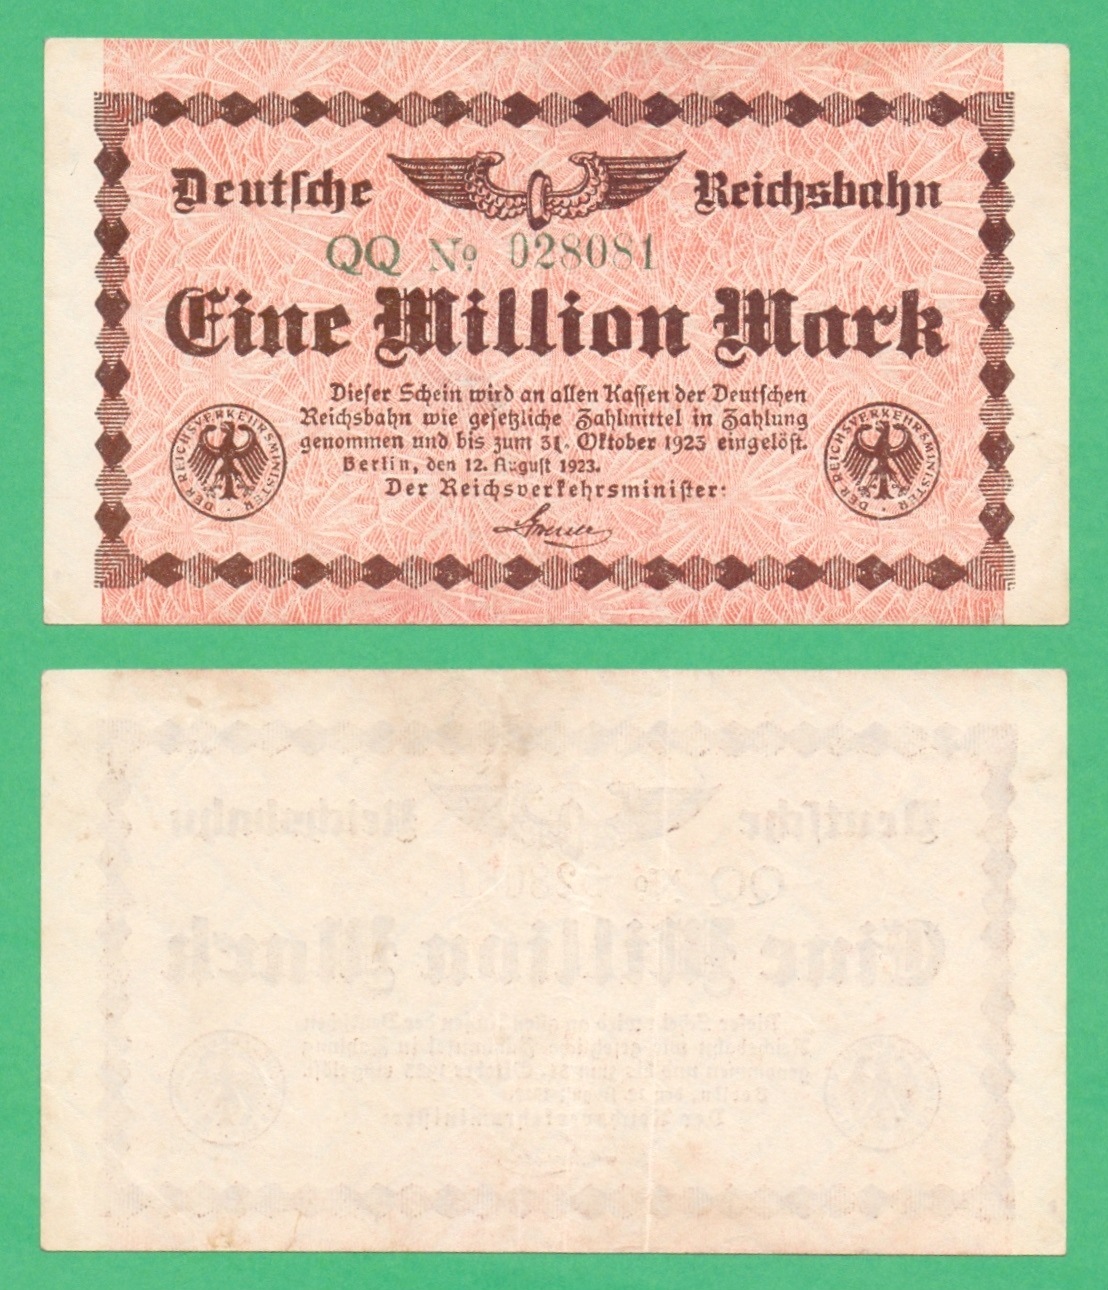 Deutsche Reichsbahn
QQ № 028081
Eine Million Mark
Dieser Schein wird an allen Kassen der Deutschen
Reichsbahn wie gesetzliche Zahlmittel in Zahlung
genommen und bis zum 31. Oktober 1923 eingelöst.
Berlin, den 12. August 1923.
Der Reichsverkehrsminister:
DER REICHSVERKEHRSMINISTER
DER REICHSVERKEHRSMINISTER